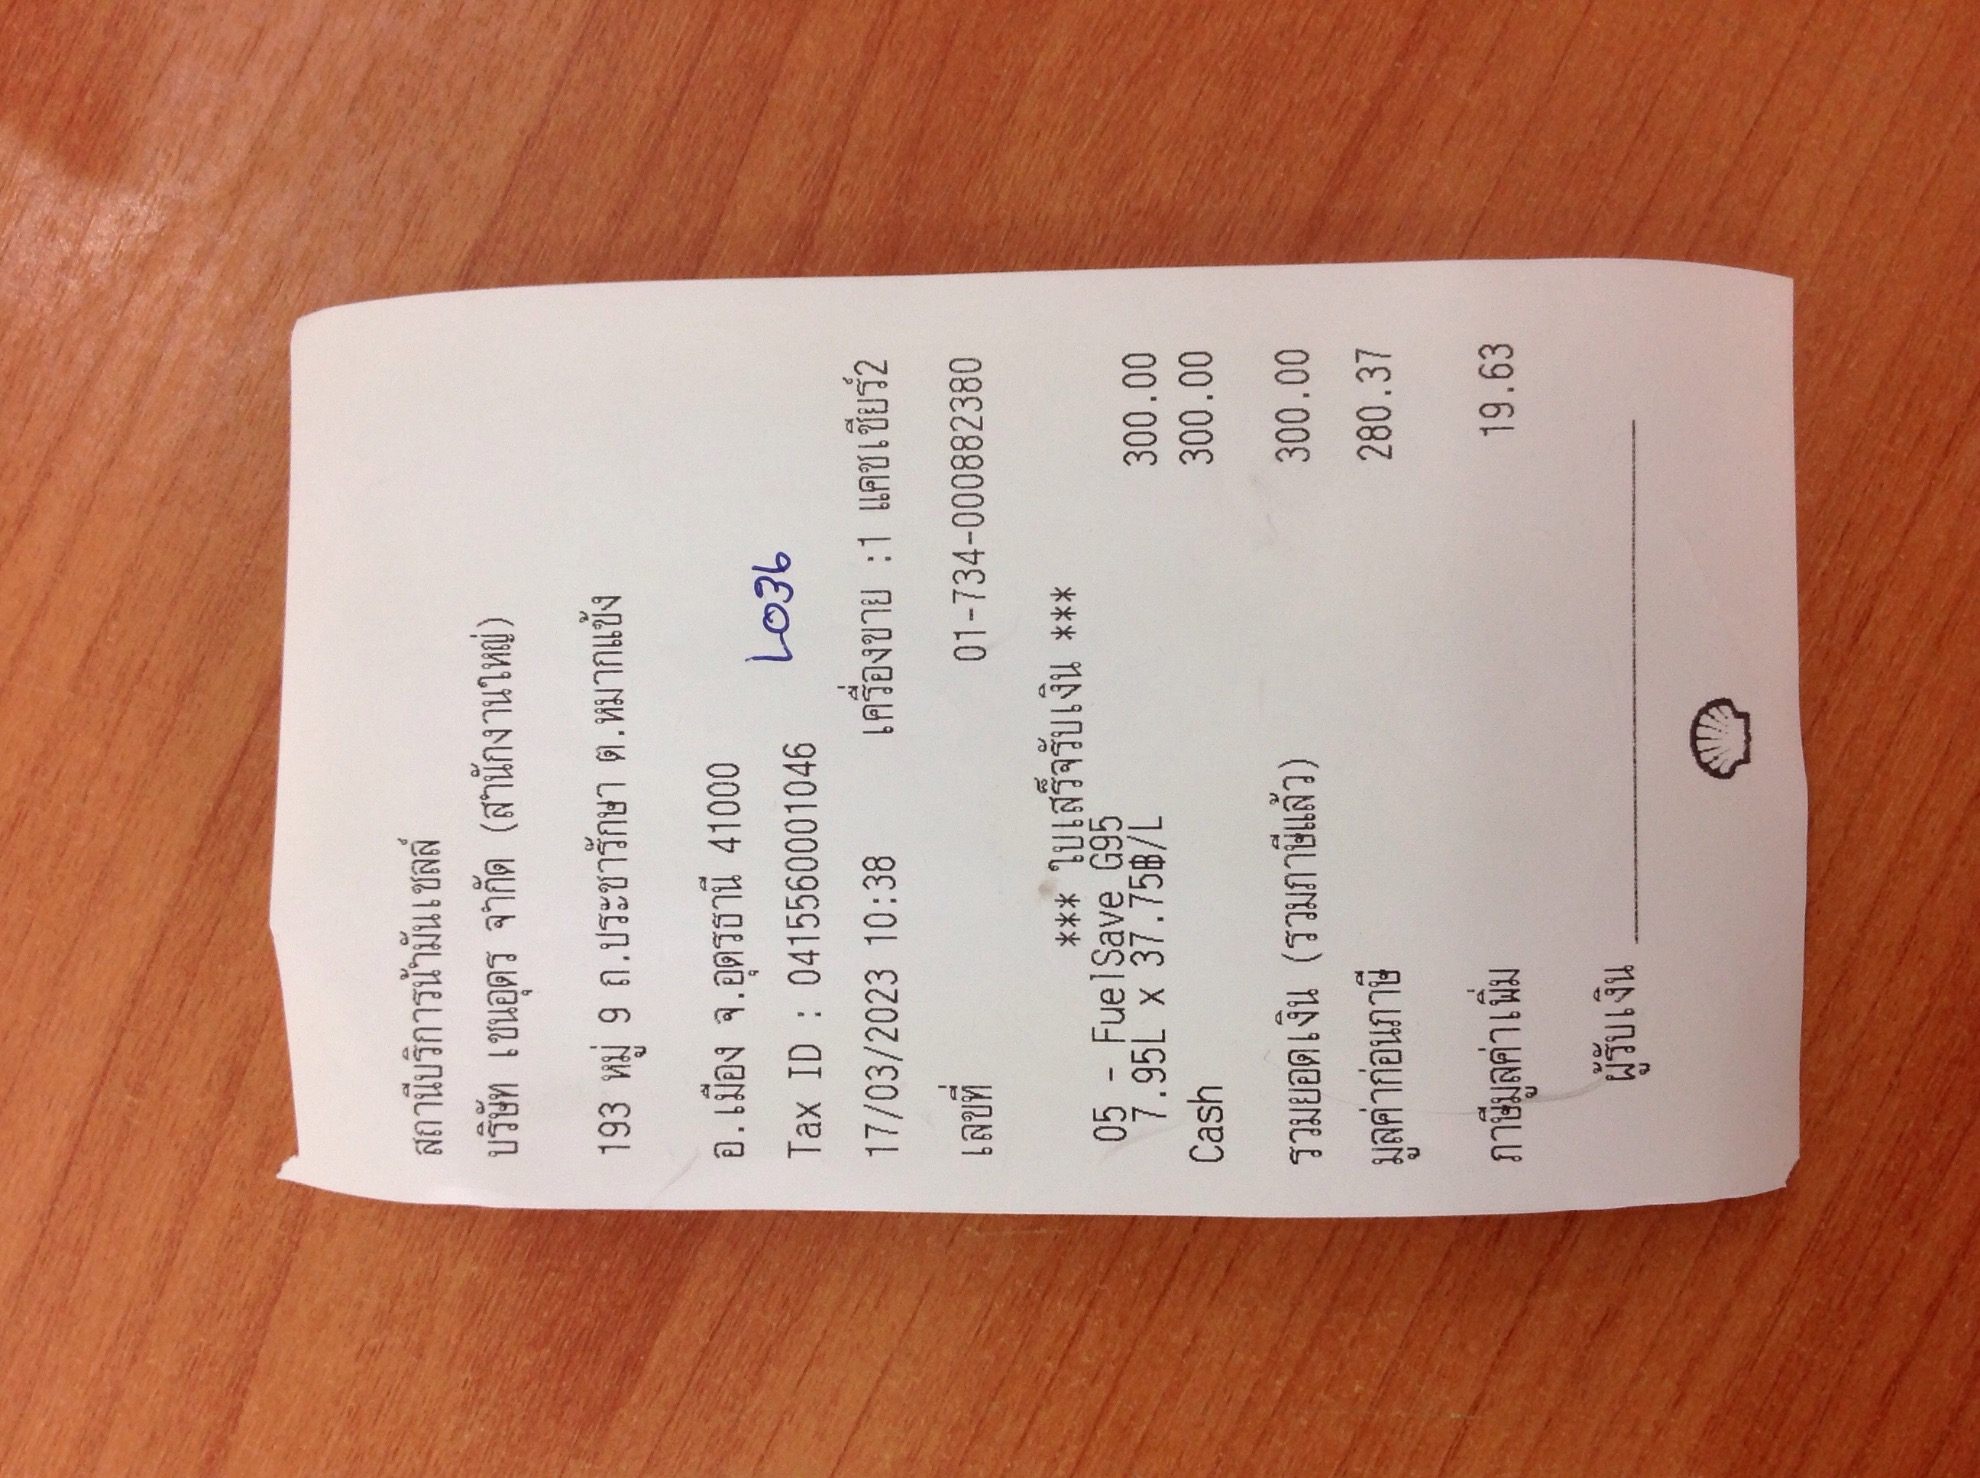 สถานีบริการน้ำมันเชลล์
บริษัท เชนอุดร จำกัด (สำนักงานใหญ่)
193 หมู่ 9 ถ.ประชารักษา ต.หมากแข้ง
อ.เมือง จ.อุดรธานี 41000
LO36
Tax ID : 0415560001046
17/03/2023 10:38 เครื่องขาย :1 แคชเชียร์2
เลขที่ 01-734-000882380
*** ใบเสร็จรับเงิน ***
05 - FuelSave G95
7.95L x 37.75฿/L 300.00
Cash 300.00
รวมยอดเงิน (รวมภาษีแล้ว) 300.00
มูลค่าก่อนภาษี 280.37
ภาษีมูลค่าเพิ่ม 19.63
ผู้รับเงิน